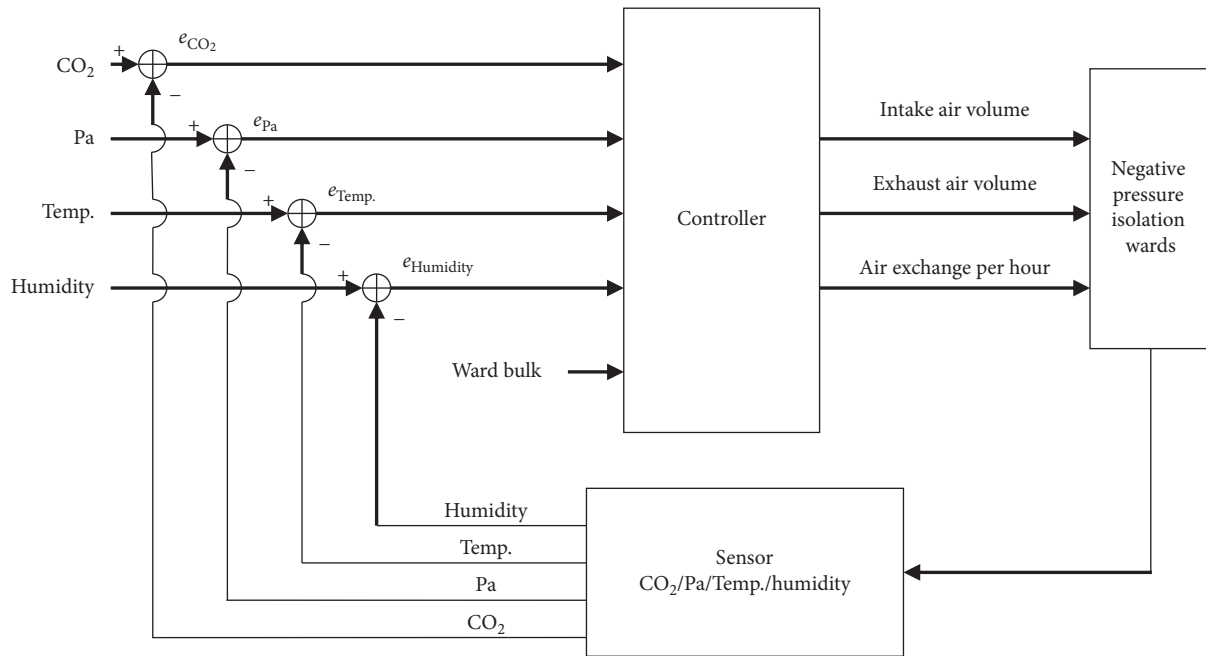 CO₂
+
−
e_CO₂
Pa
+
−
e_Pa
Temp.
+
−
e_Temp.
Humidity
+
−
e_Humidity
Ward bulk
Controller
Intake air volume
Exhaust air volume
Air exchange per hour
Negative
pressure
isolation
wards
Humidity
Temp.
Pa
CO₂
Sensor
CO₂/Pa/Temp./humidity